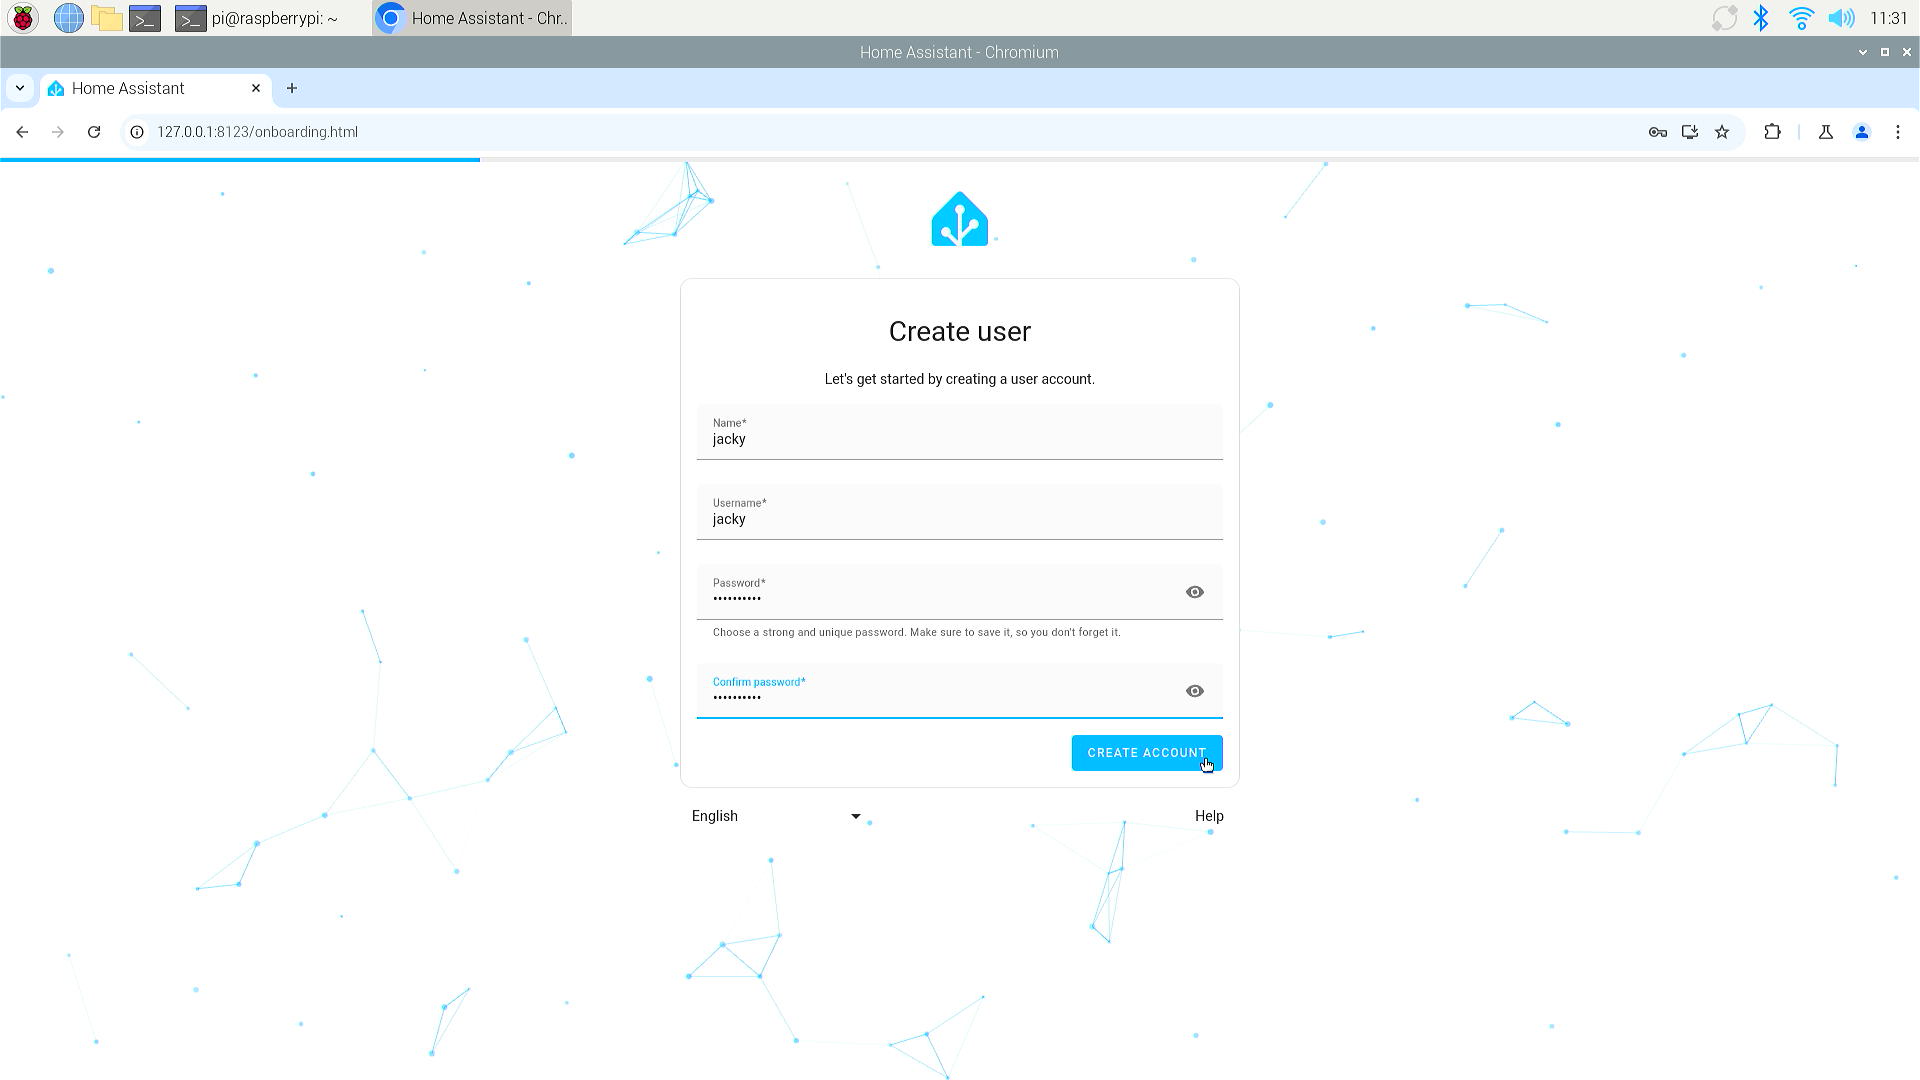 pi@raspberrypi: ~
Home Assistant - Chr..
11:31
Home Assistant - Chromium
Home Assistant
127.0.0.1:8123/onboarding.html
Create user
Let's get started by creating a user account.
Name*
jacky
Username*
jacky
Password*
••••••••••
Choose a strong and unique password. Make sure to save it, so you don't forget it.
Confirm password*
••••••••••
CREATE ACCOUNT
English
Help